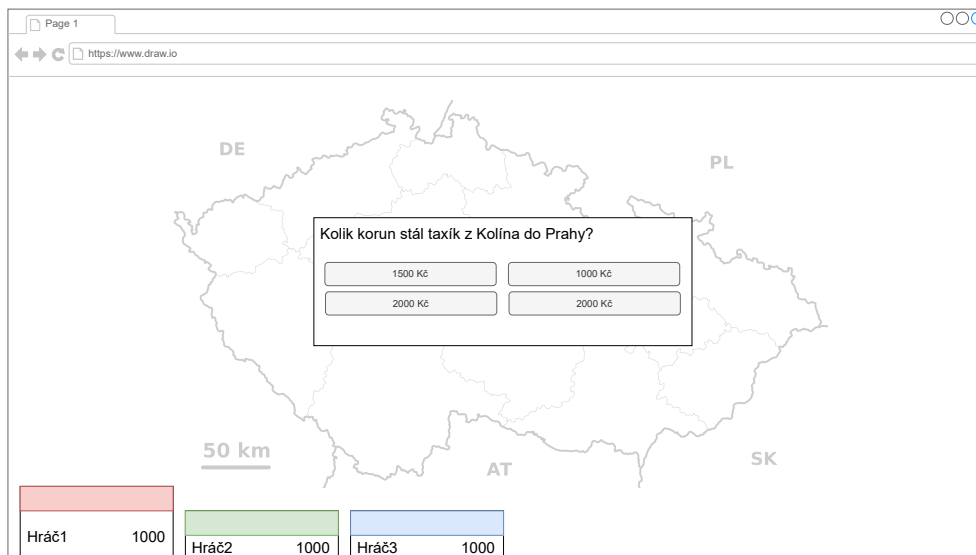 Page 1
https://www.draw.io
DE
PL
Kolik korun stál taxík z Kolína do Prahy?
1500 Kč
1000 Kč
2000 Kč
2000 Kč
50 km
AT
SK
Hráč1
1000
Hráč2
1000
Hráč3
1000